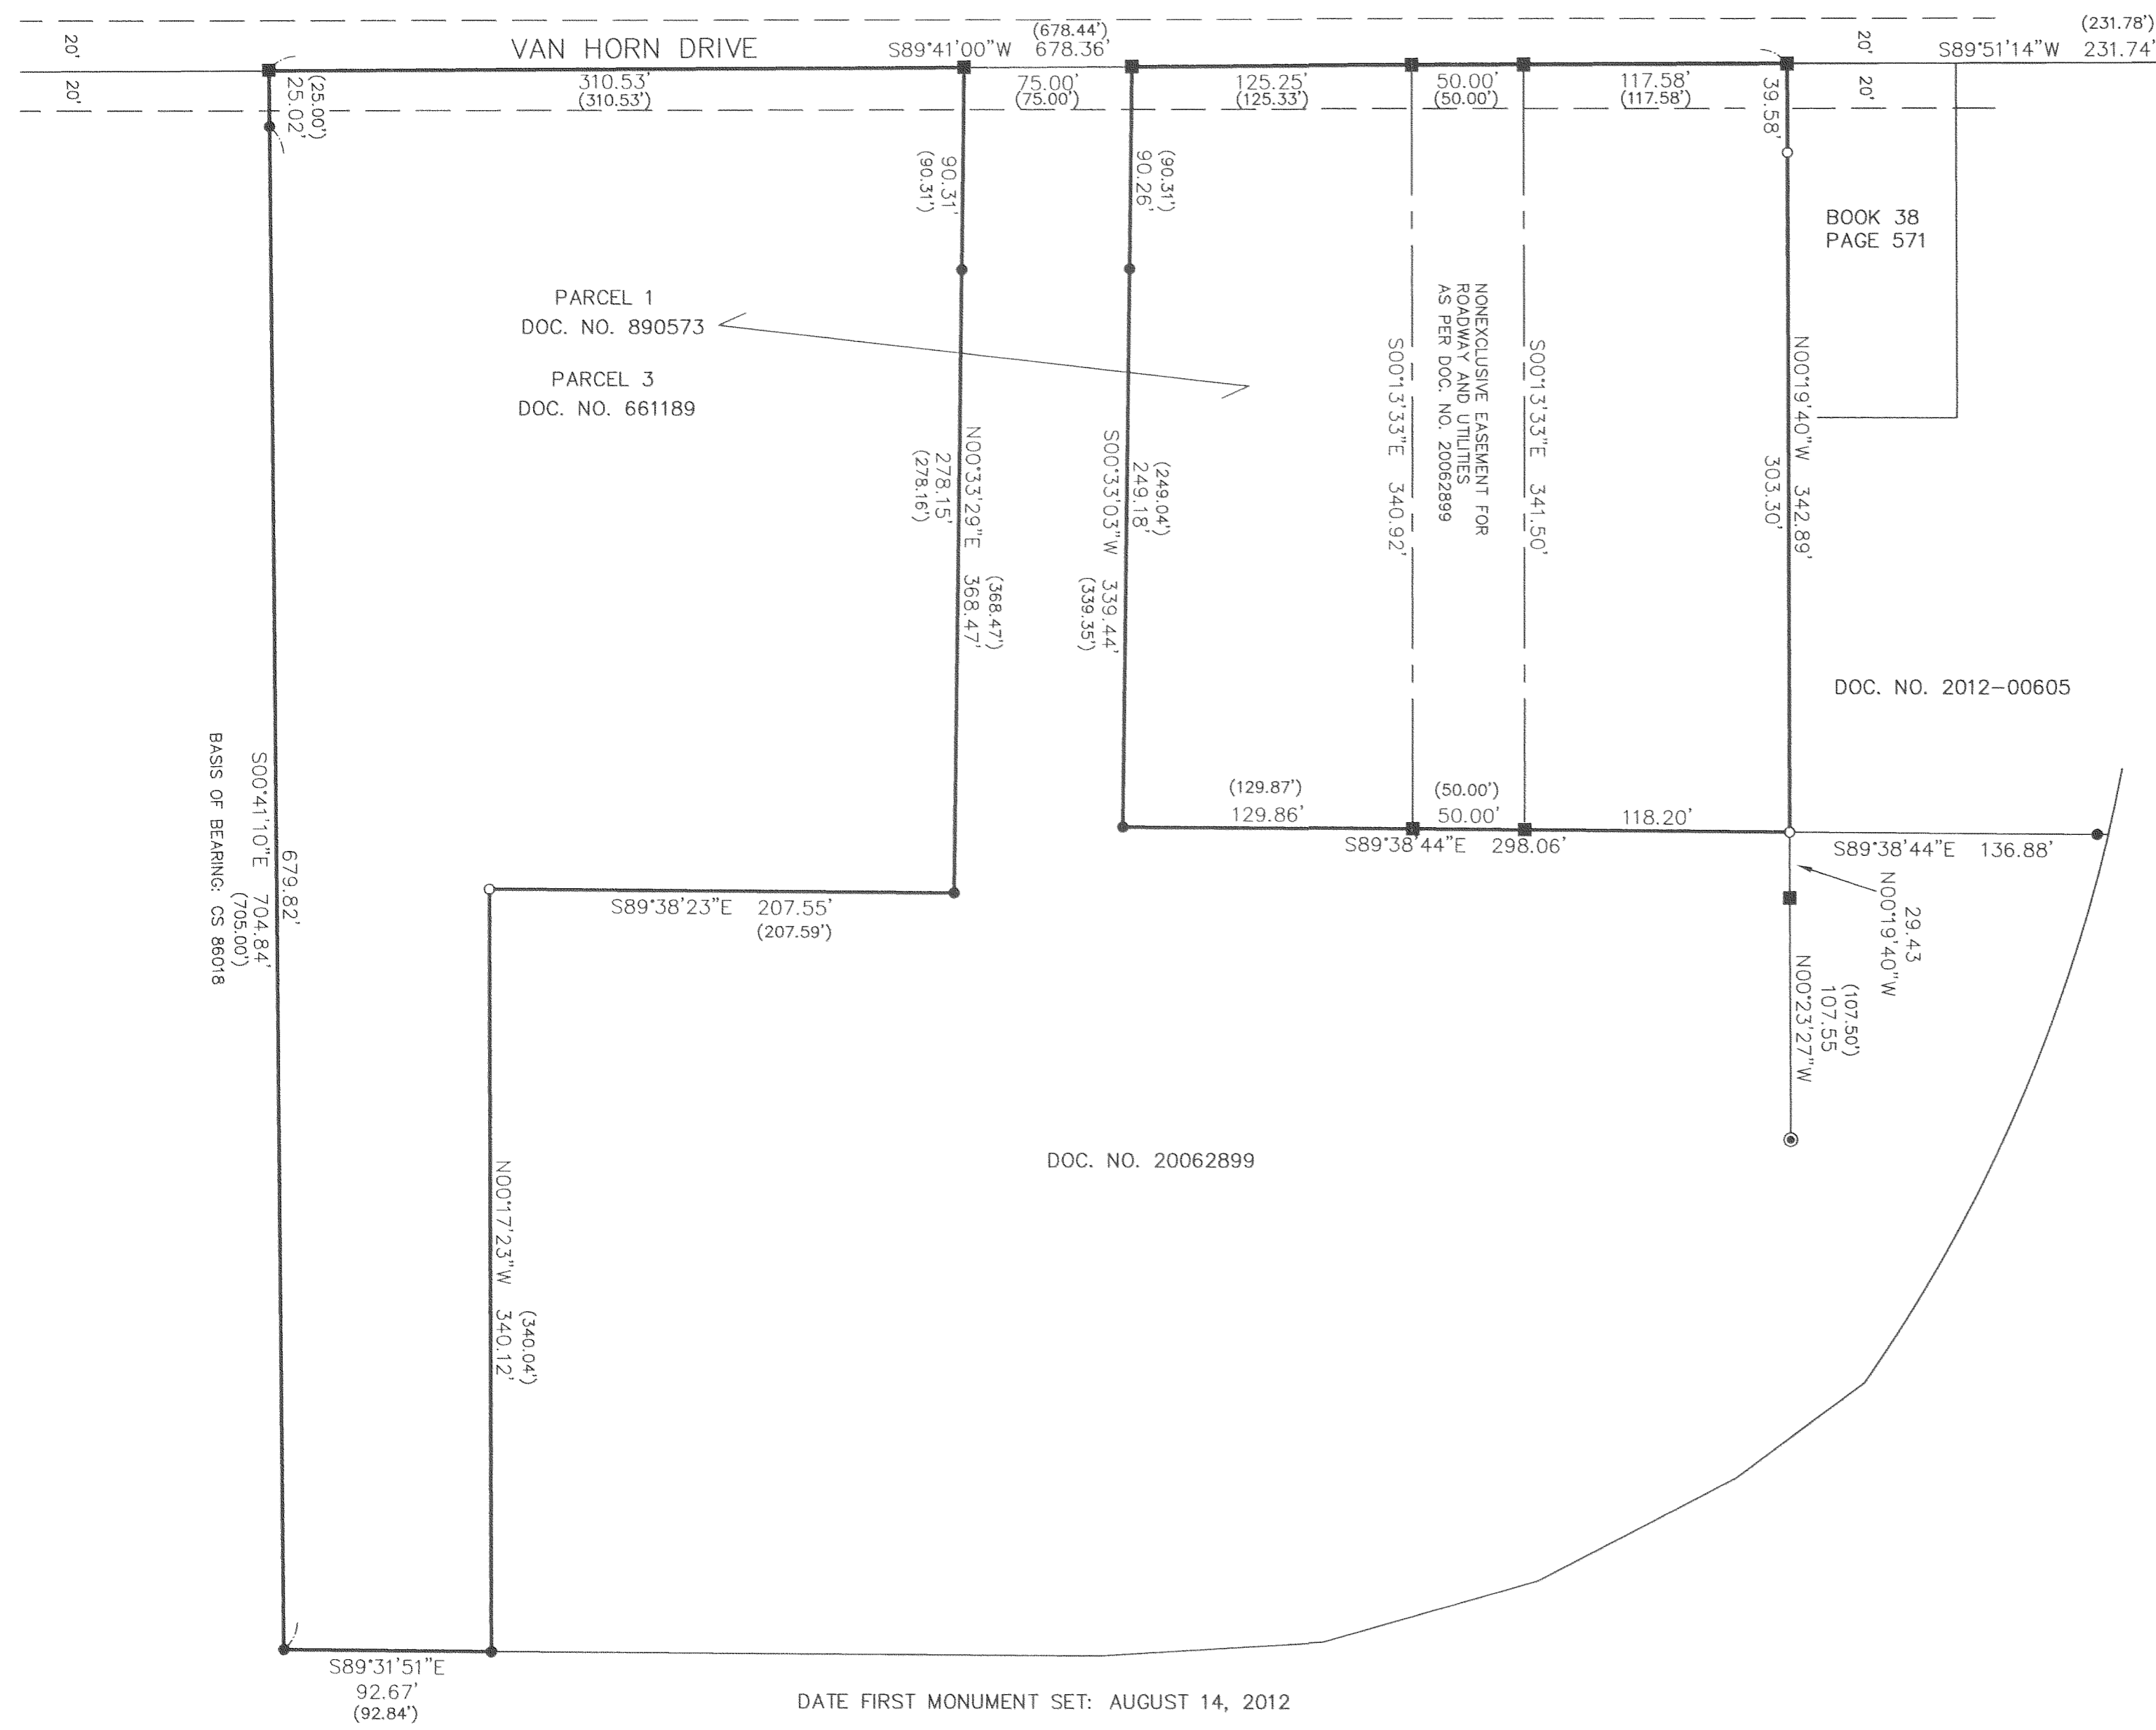 (678.44')
(231.78')
20'
VAN HORN DRIVE
S89°41'00"W 678.36'
20'
S89°51'14"W 231.74'
20'
(25.00')
25.02'
310.53'
(310.53')
75.00'
(75.00')
125.25'
(125.33')
50.00'
(50.00')
117.58'
(117.58')
39.58'
20'
90.31'
(90.31')
(90.31')
90.26'
BOOK 38
PAGE 571
PARCEL 1
DOC. NO. 890573
PARCEL 3
DOC. NO. 661189
NONEXCLUSIVE EASEMENT FOR
ROADWAY AND UTILITIES
AS PER DOC. NO. 20062899
S00°13'33"E 340.92'
S00°13'33"E 341.50'
N00°19'40"W 342.89'
303.30'
(368.47')
N00°33'29"E 368.47'
278.15'
(278.16')
(249.04')
249.18'
S00°33'03"W 339.44'
(339.35')
DOC. NO. 2012-00605
(129.87')
129.86'
(50.00')
50.00'
118.20'
S89°38'44"E 298.06'
S89°38'44"E 136.88'
29.43
N00°19'40"W
(107.50')
107.55
N00°23'27"W
679.82'
S00°41'10"E 704.84'
(705.00')
BASIS OF BEARING: CS 86018
S89°38'23"E 207.55'
(207.59')
DOC. NO. 20062899
(340.04')
N00°17'23"W 340.12'
S89°31'51"E
92.67'
(92.84')
DATE FIRST MONUMENT SET: AUGUST 14, 2012